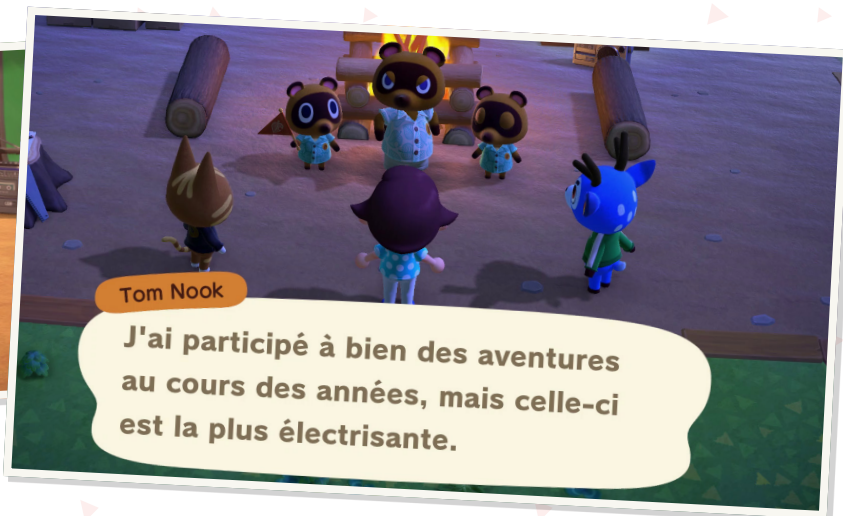 Tom Nook
J'ai participé à bien des aventures
au cours des années, mais celle-ci
est la plus électrisante.